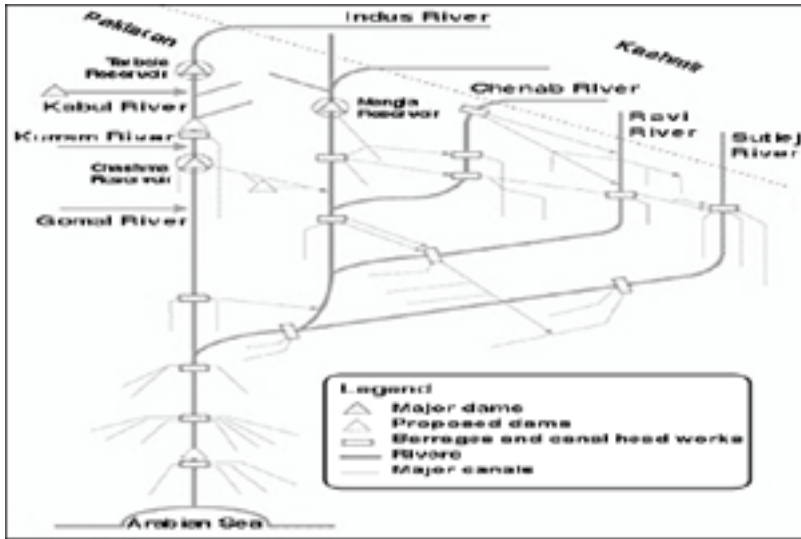 Indus River
Pakistan
Kashmir
Tarbela
Reservoir
Chenab River
Mangla
Reservoir
Kabul River
Ravi
River
Kurram River
Sutlej
River
Chashma
Reservoir
Gomal River
Legend
Major dams
Proposed dams
Barrages and canal head works
Rivers
Major canals
Arabian Sea